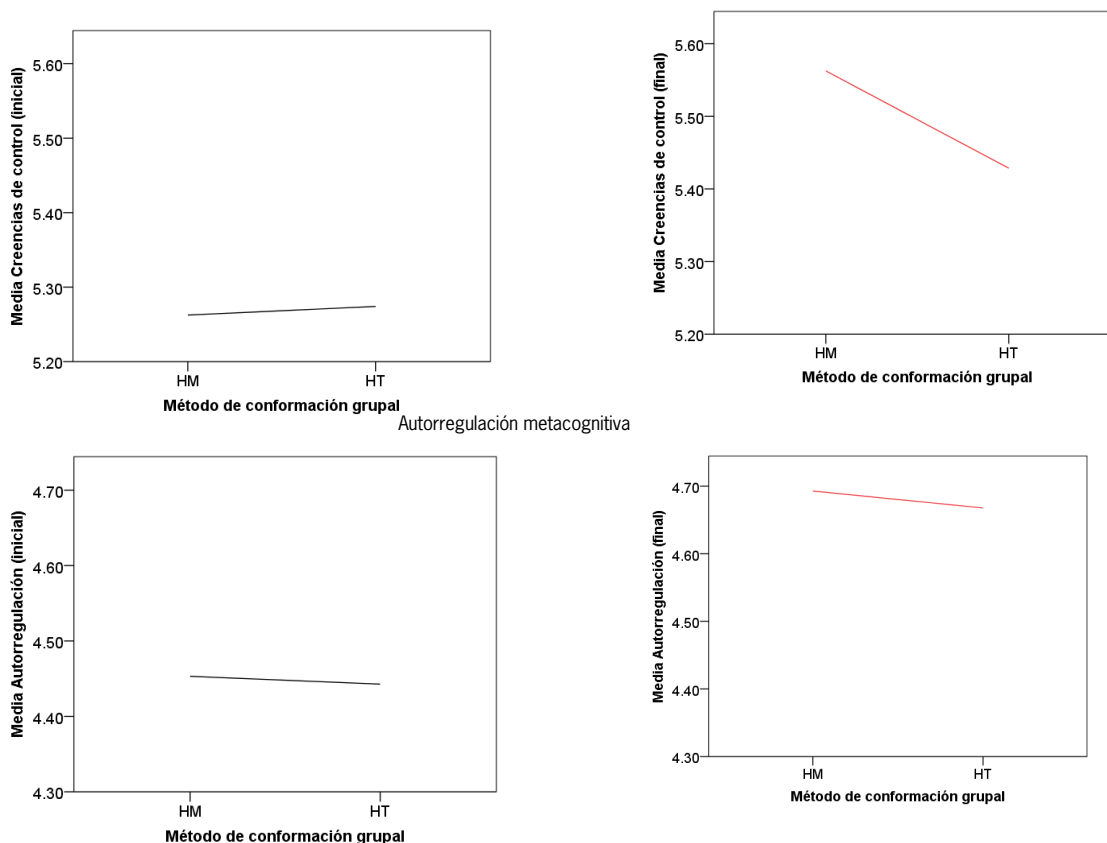 Media Creencias de control (inicial)
5.60
5.50
5.40
5.30
5.20
HM HT
Método de conformación grupal
Media Creencias de control (final)
5.60
5.50
5.40
5.30
5.20
HM HT
Método de conformación grupal
Autorregulación metacognitiva
Media Autorregulación (inicial)
4.70
4.60
4.50
4.40
4.30
HM HT
Método de conformación grupal
Media Autorregulación (final)
4.70
4.60
4.50
4.40
4.30
HM HT
Método de conformación grupal